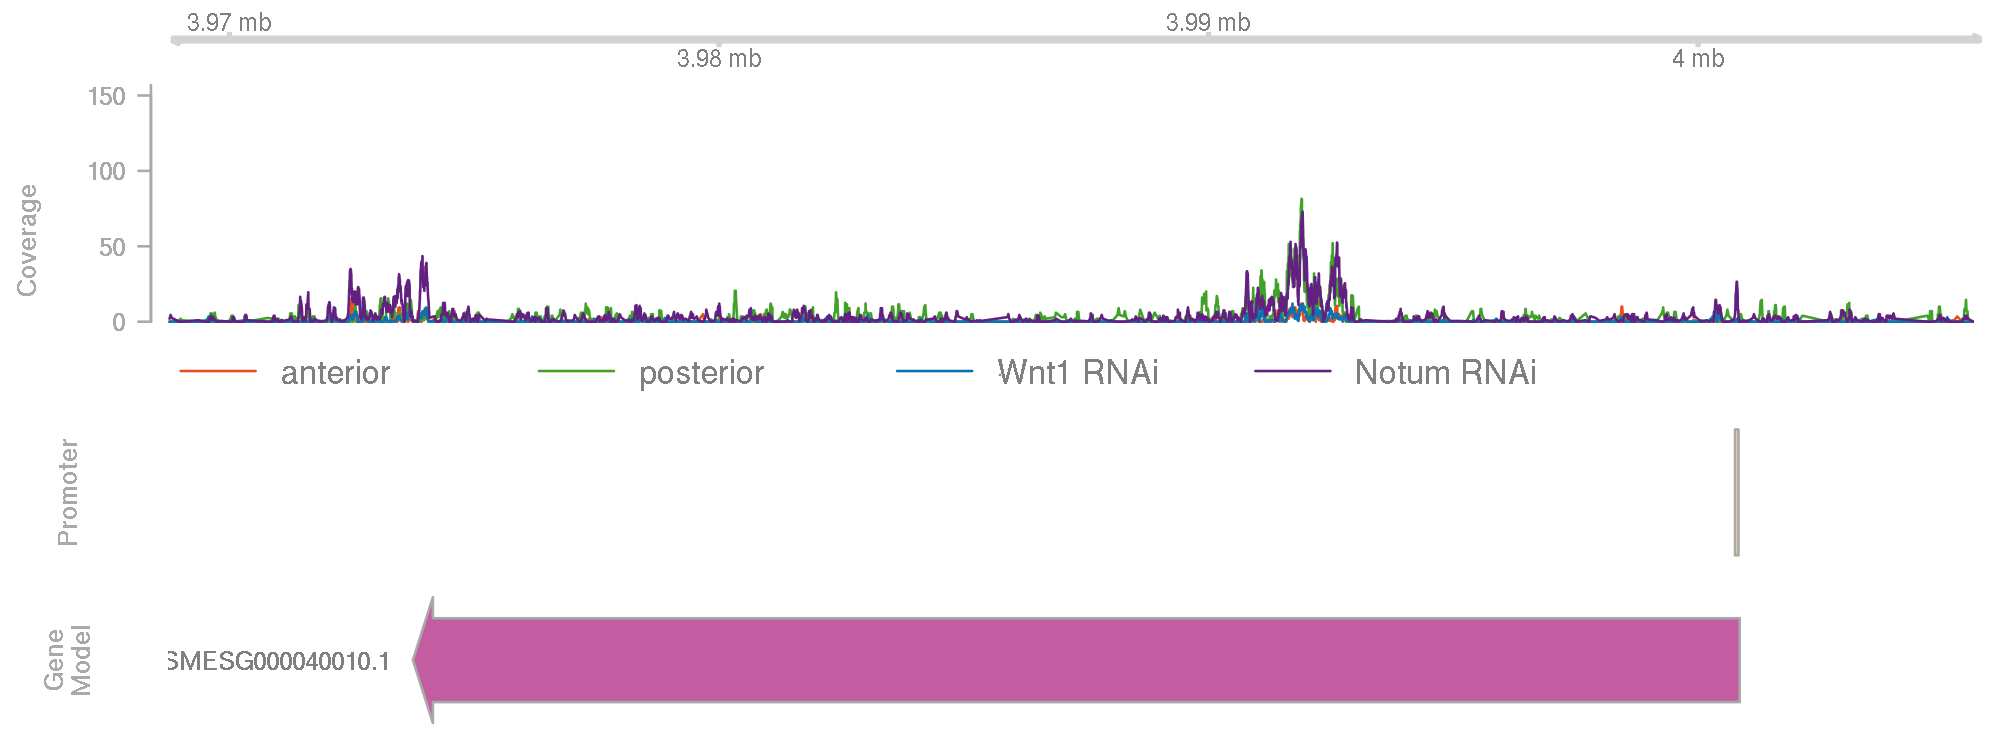 3.97 mb
3.99 mb
3.98 mb
4 mb
150
100
50
0
Coverage
anterior
posterior
Wnt1 RNAi
Notum RNAi
Promoter
Gene
Model
SMESG000040010.1